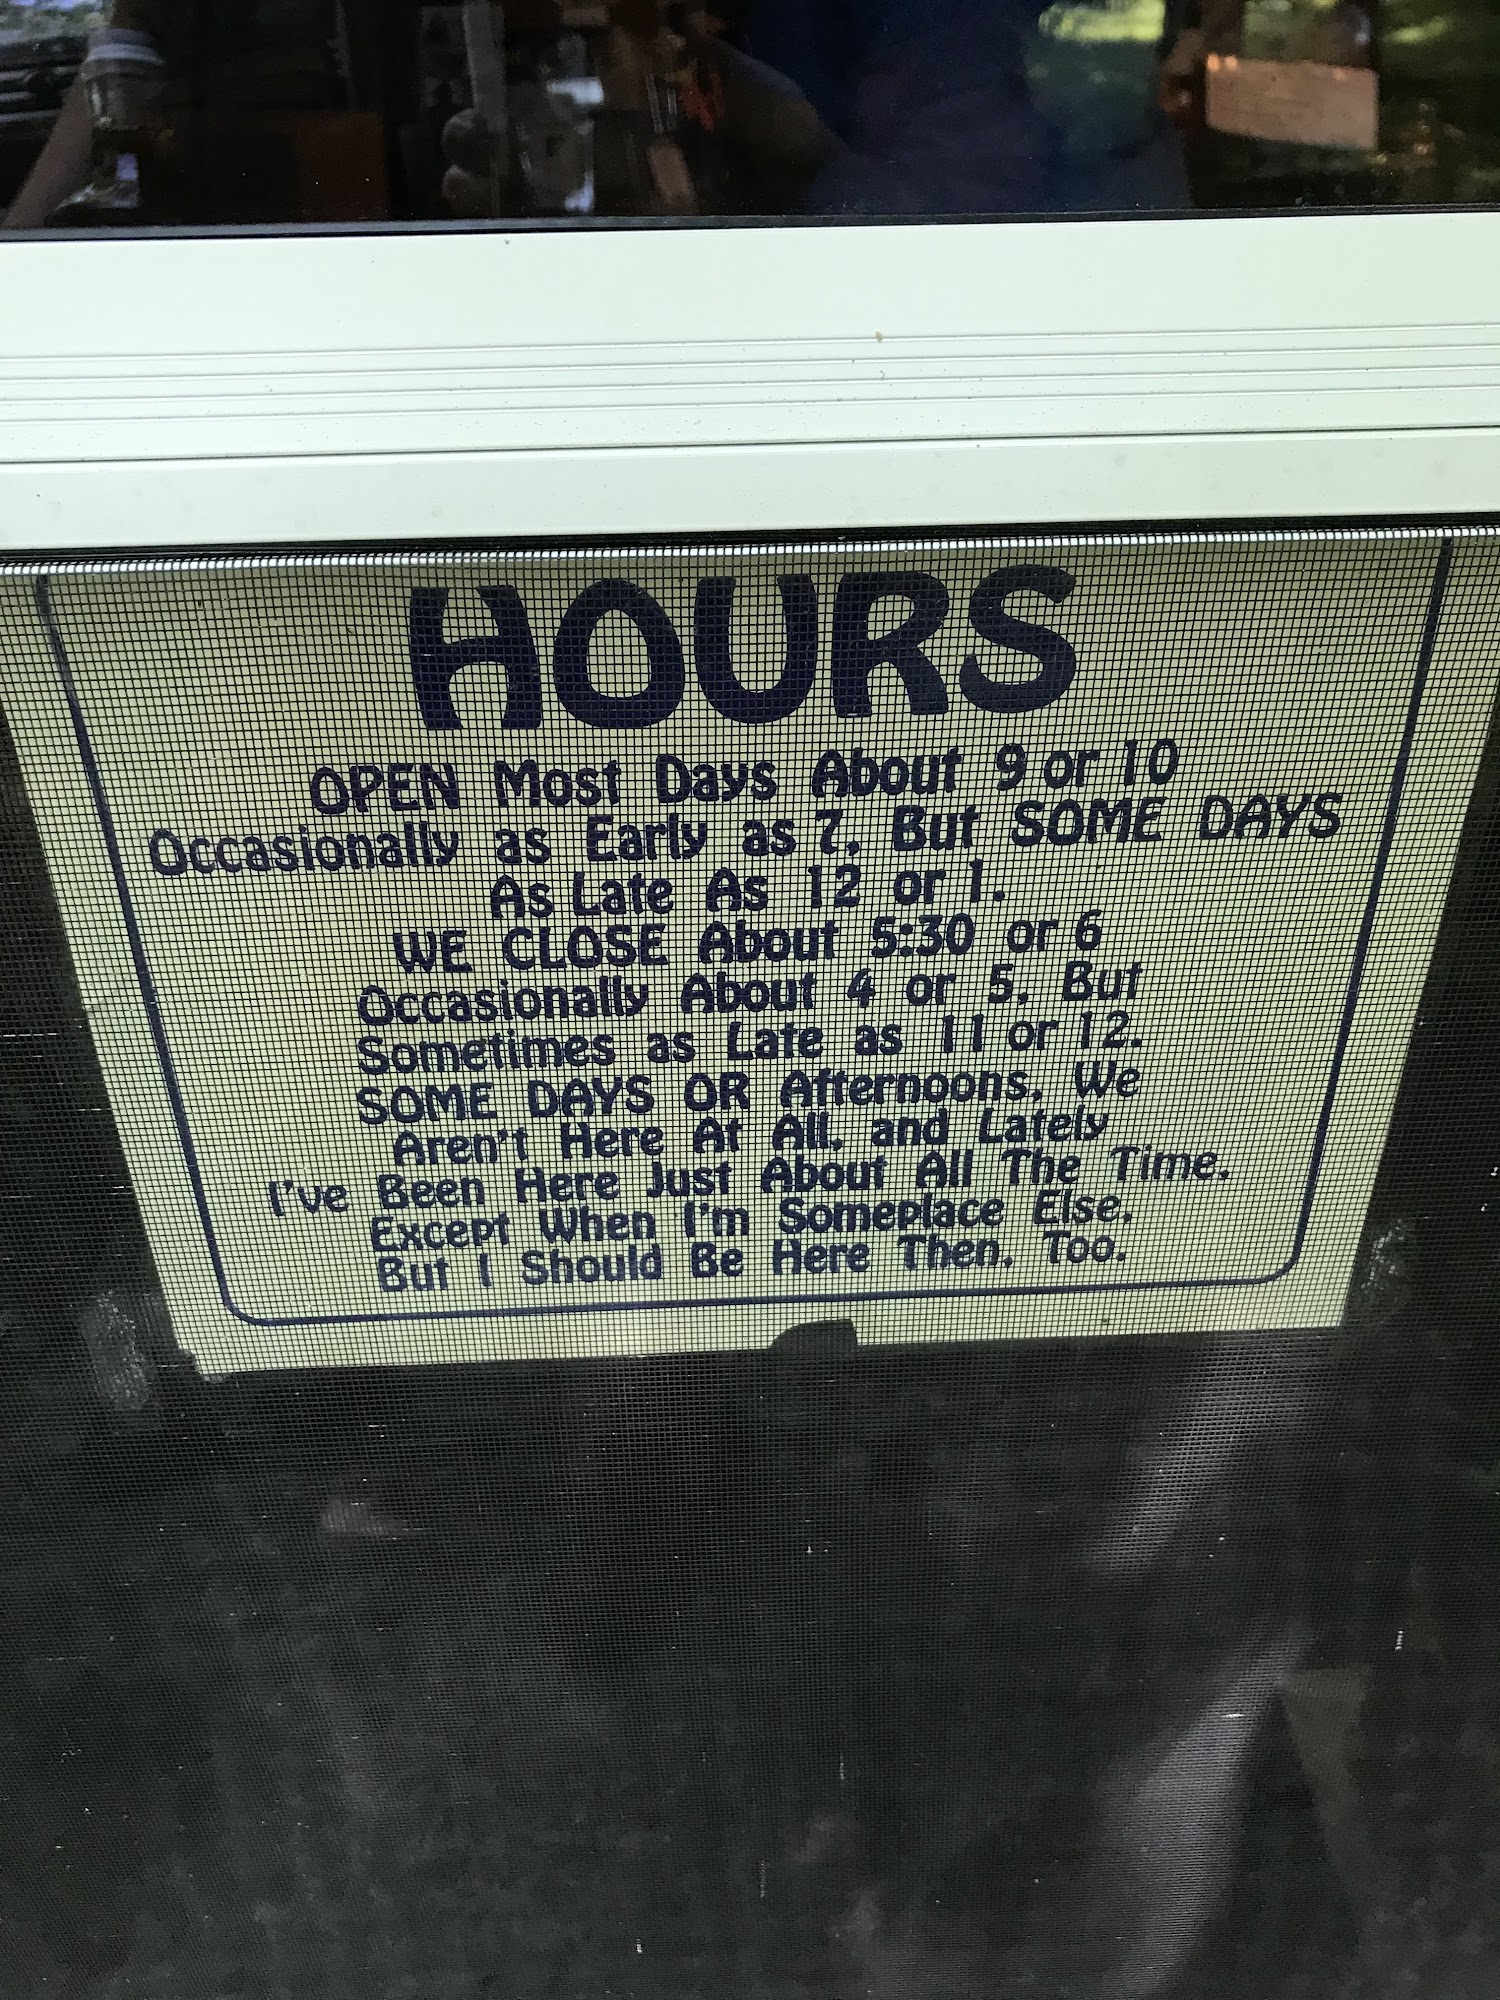 HOURS
OPEN Most Days About 9 or 10
Occasionally as Early as 7, But SOME DAYS
As Late As 12 or 1.
WE CLOSE About 5:30 or 6
Occasionally About 4 or 5, But
Sometimes as Late as 11 or 12.
SOME DAYS OR Afternoons, We
Aren't Here At All, and Lately
I've Been Here Just About All The Time,
Except When I'm Someplace Else,
But I Should Be Here Then, Too.